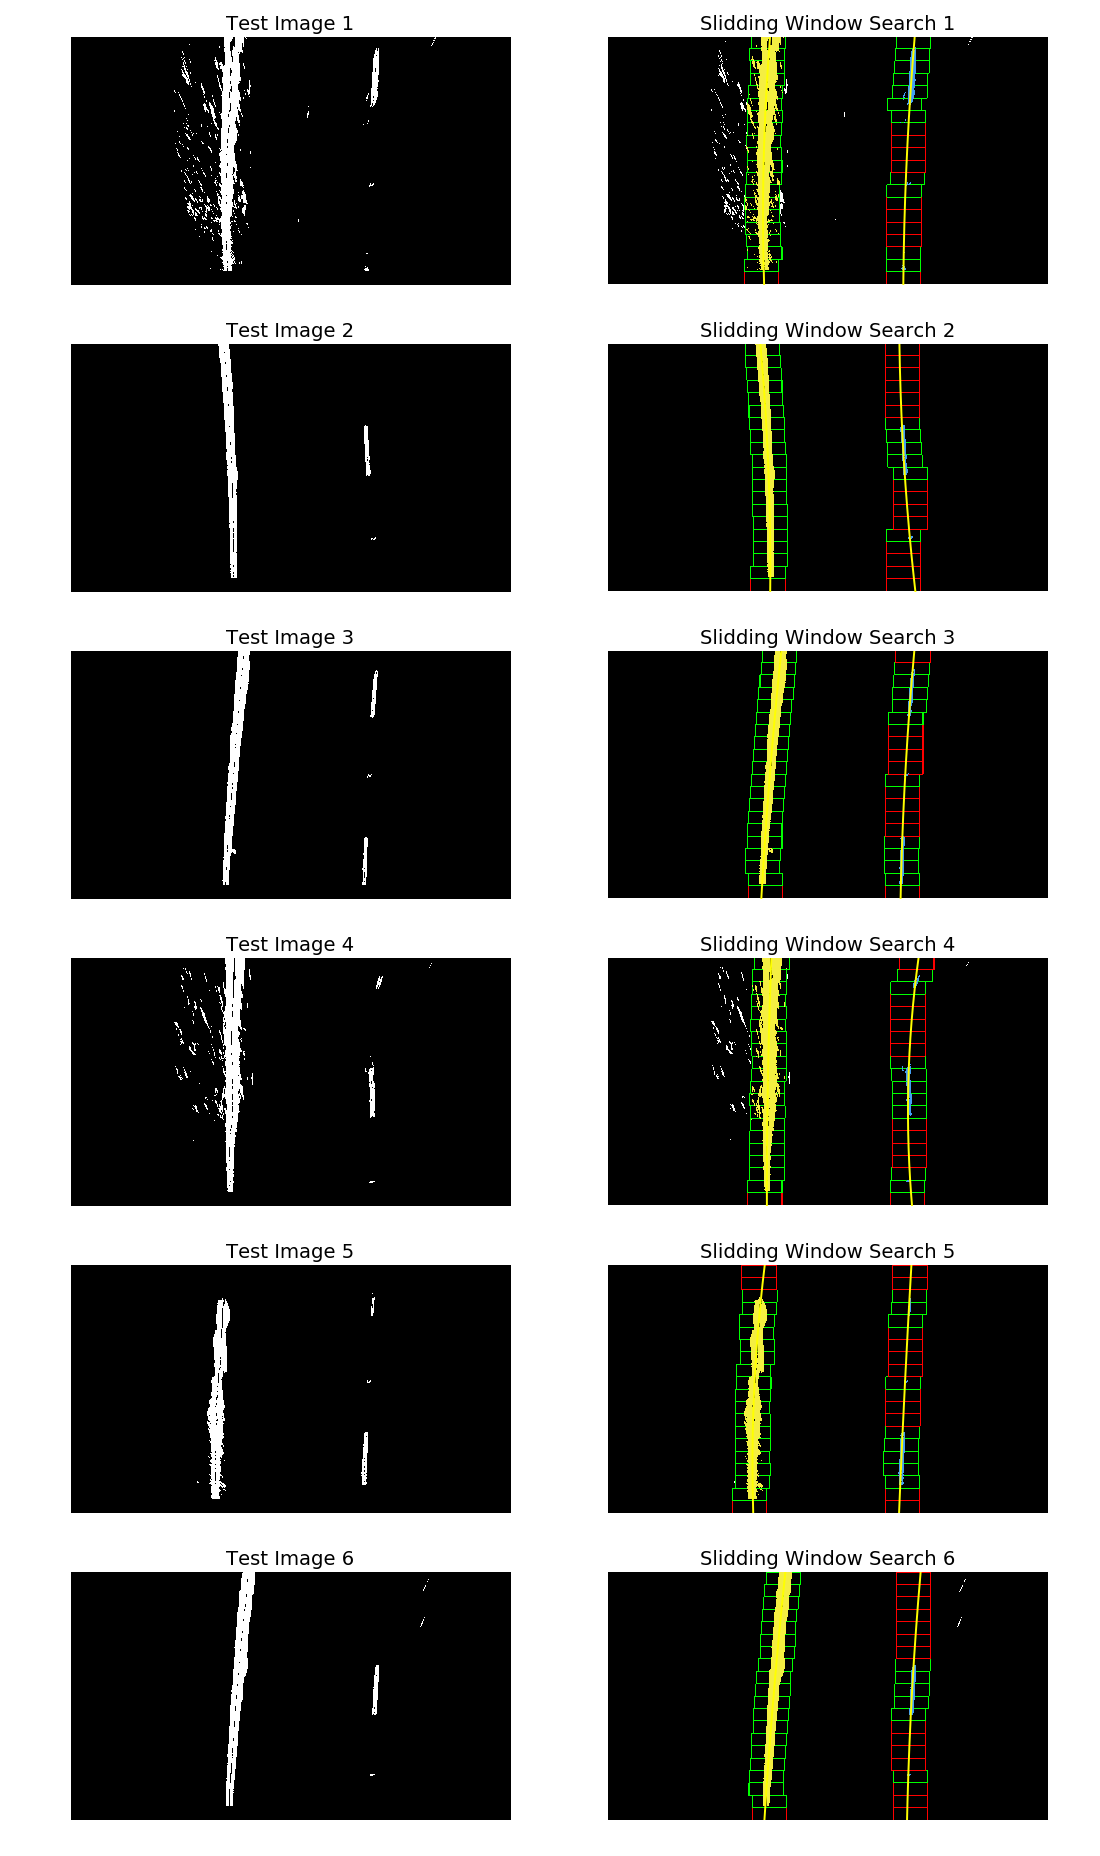 Test Image 1
Slidding Window Search 1
Test Image 2
Slidding Window Search 2
Test Image 3
Slidding Window Search 3
Test Image 4
Slidding Window Search 4
Test Image 5
Slidding Window Search 5
Test Image 6
Slidding Window Search 6